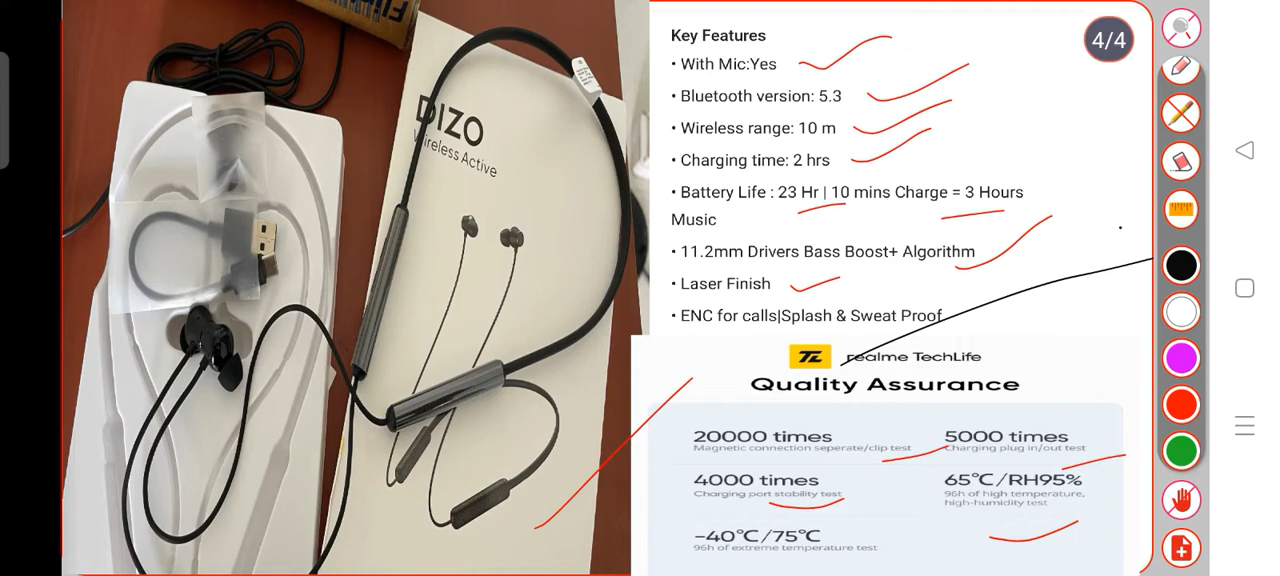 DIZO
Wireless Active
Key Features
• With Mic:Yes
• Bluetooth version: 5.3
• Wireless range: 10 m
• Charging time: 2 hrs
• Battery Life : 23 Hr | 10 mins Charge = 3 Hours
Music
• 11.2mm Drivers Bass Boost+ Algorithm
• Laser Finish
• ENC for calls|Splash & Sweat Proof
4/4
TL realme TechLife
Quality Assurance
20000 times
Magnetic connection seperate/clip test
5000 times
Charging plug in/out test
4000 times
Charging port stability test
65℃/RH95%
96h of high temperature,
high-humidity test
-40℃/75℃
96h of extreme temperature test